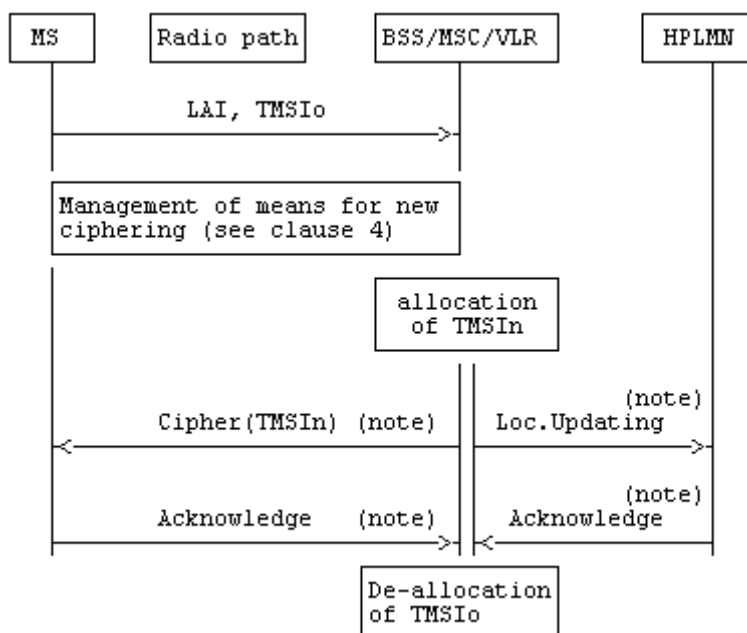 MS
Radio path
BSS/MSC/VLR
HPLMN
LAI, TMSIo
Management of means for new
ciphering (see clause 4)
allocation
of TMSIn
(note)
Cipher(TMSIn) (note) Loc.Updating
(note)
Acknowledge (note) Acknowledge
De-allocation
of TMSIo